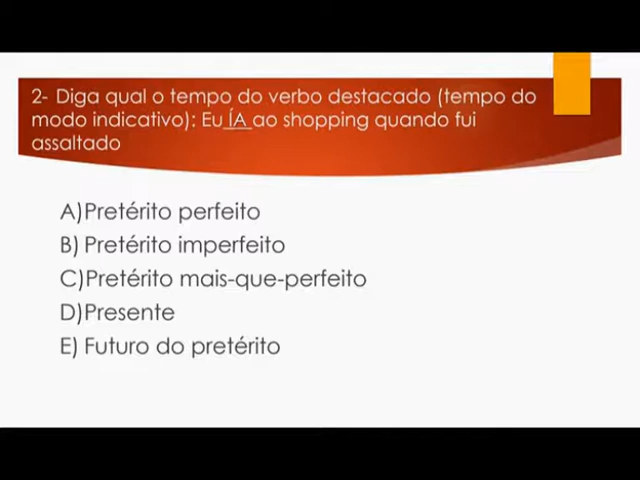 2- Diga qual o tempo do verbo destacado (tempo do
modo indicativo): Eu ÍA ao shopping quando fui
assaltado
A)Pretérito perfeito
B) Pretérito imperfeito
C)Pretérito mais-que-perfeito
D)Presente
E) Futuro do pretérito